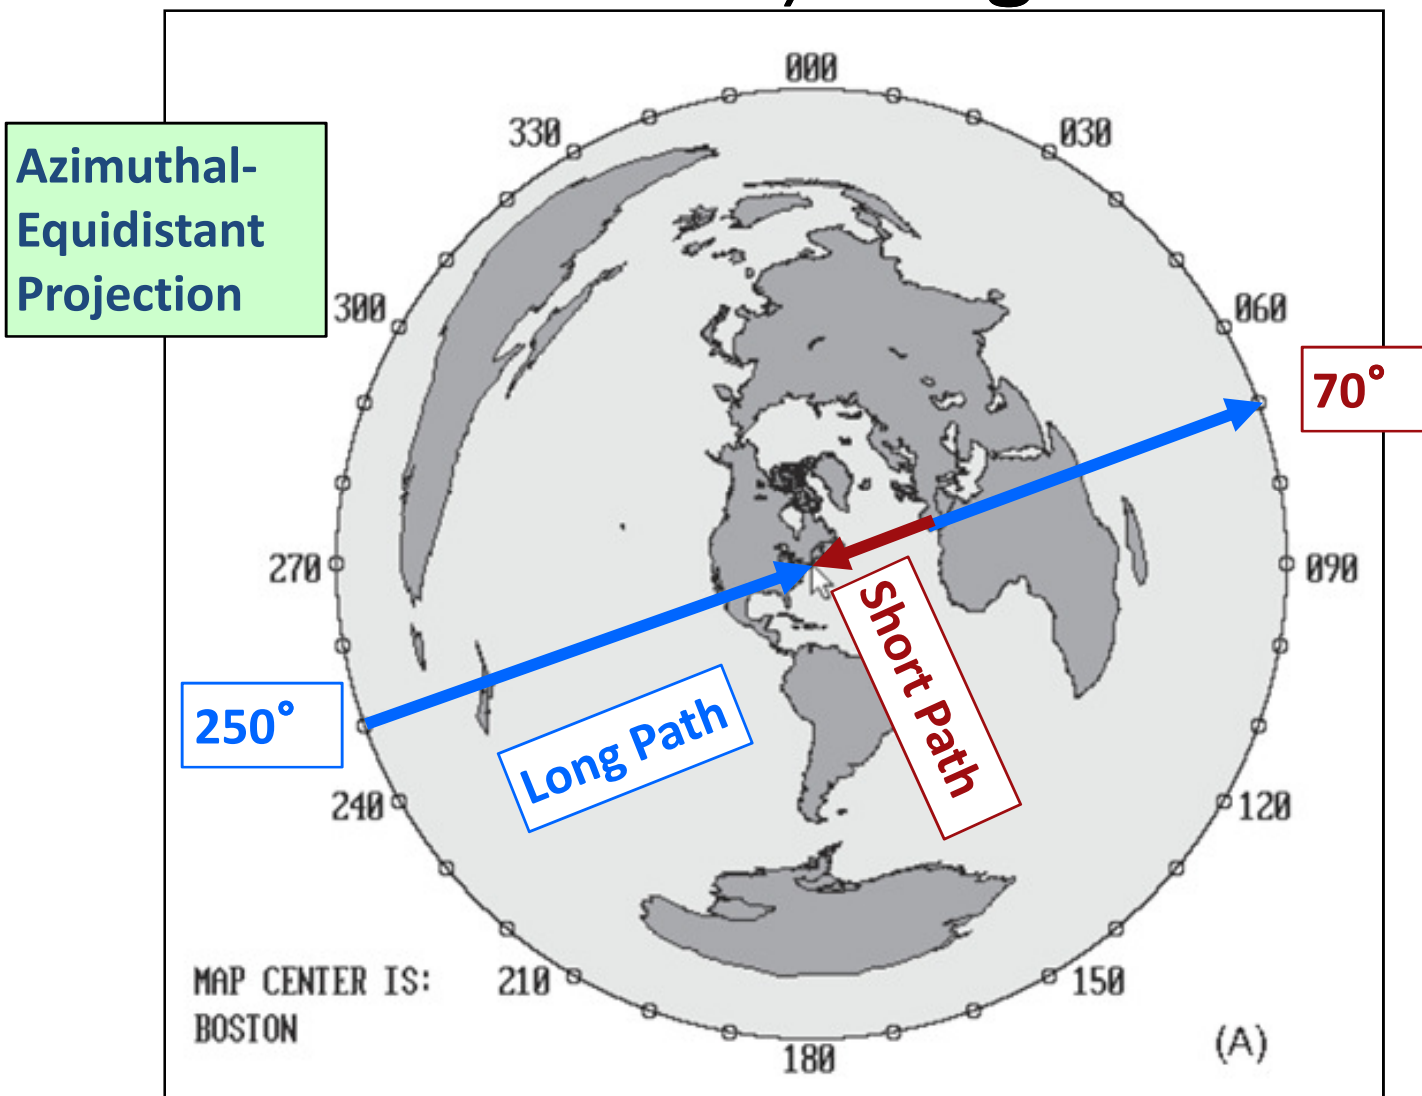 000
330
030
Azimuthal-
Equidistant
Projection
300
060
70°
270
090
Short Path
250°
Long Path
240
120
MAP CENTER IS:
BOSTON
210
150
180
(A)